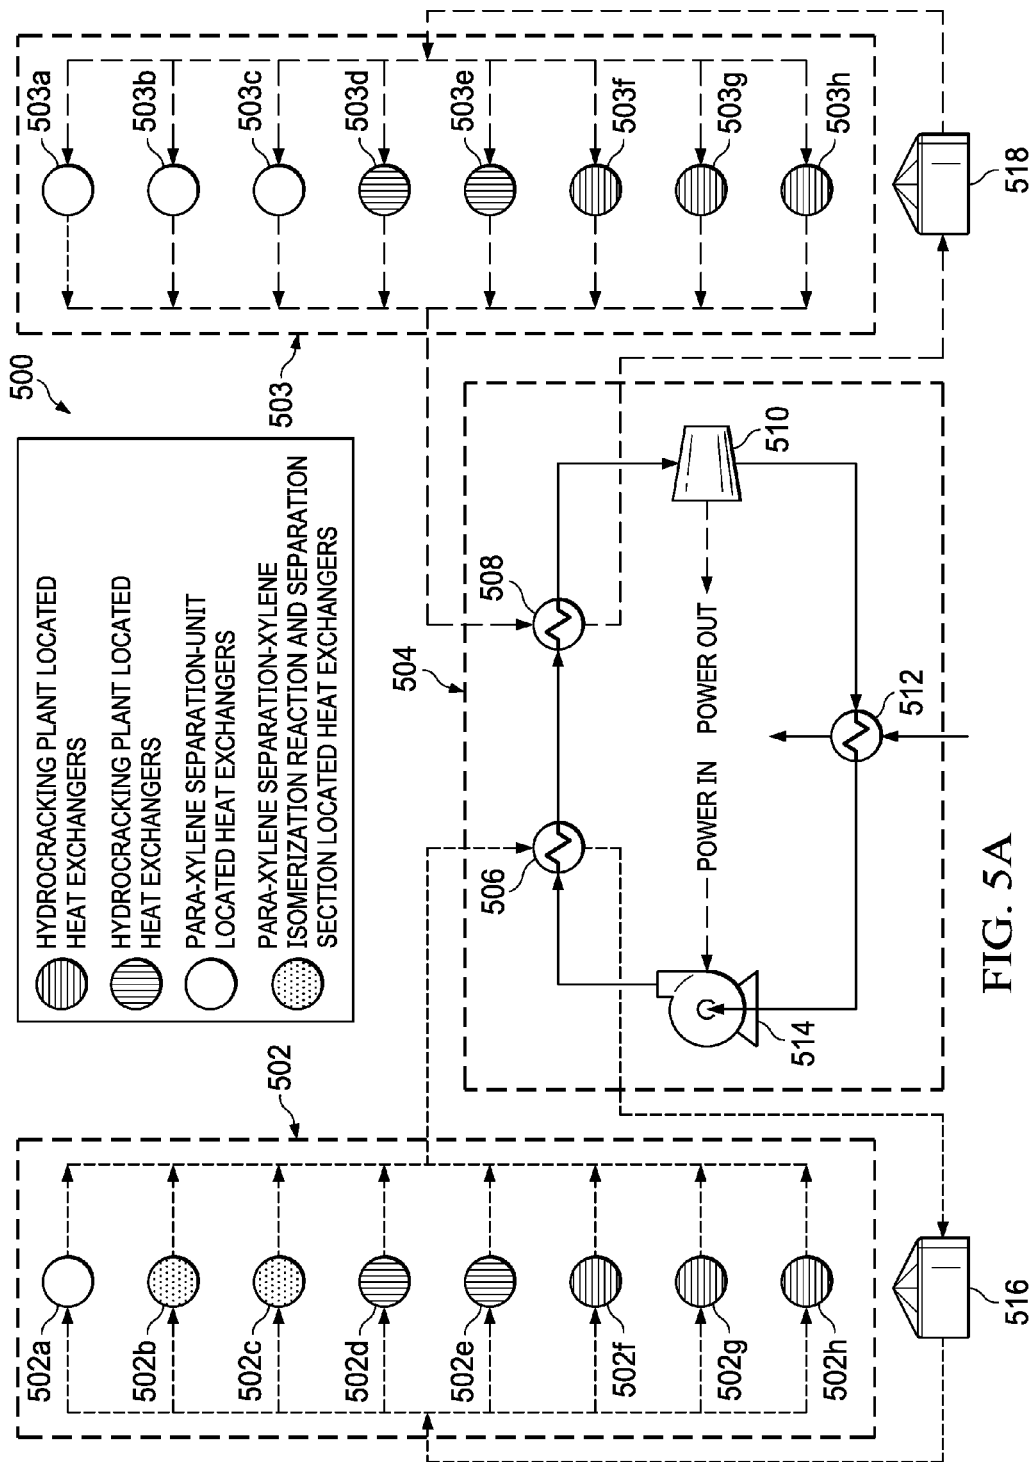 500
HYDROCRACKING PLANT LOCATED
HEAT EXCHANGERS
HYDROCRACKING PLANT LOCATED
HEAT EXCHANGERS
PARA-XYLENE SEPARATION-UNIT
LOCATED HEAT EXCHANGERS
PARA-XYLENE SEPARATION-XYLENE
ISOMERIZATION REACTION AND SEPARATION
SECTION LOCATED HEAT EXCHANGERS
502
502a
502b
502c
502d
502e
502f
502g
502h
516
503
503a
503b
503c
503d
503e
503f
503g
503h
518
504
506
508
510
POWER IN
POWER OUT
514
512
FIG. 5A